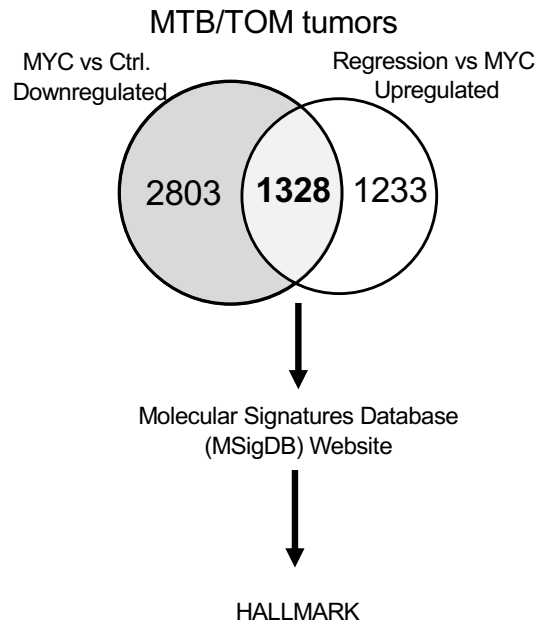 MTB/TOM tumors
MYC vs Ctrl.
Downregulated
Regression vs MYC
Upregulated
2803
1328
1233
Molecular Signatures Database
(MSigDB) Website
HALLMARK